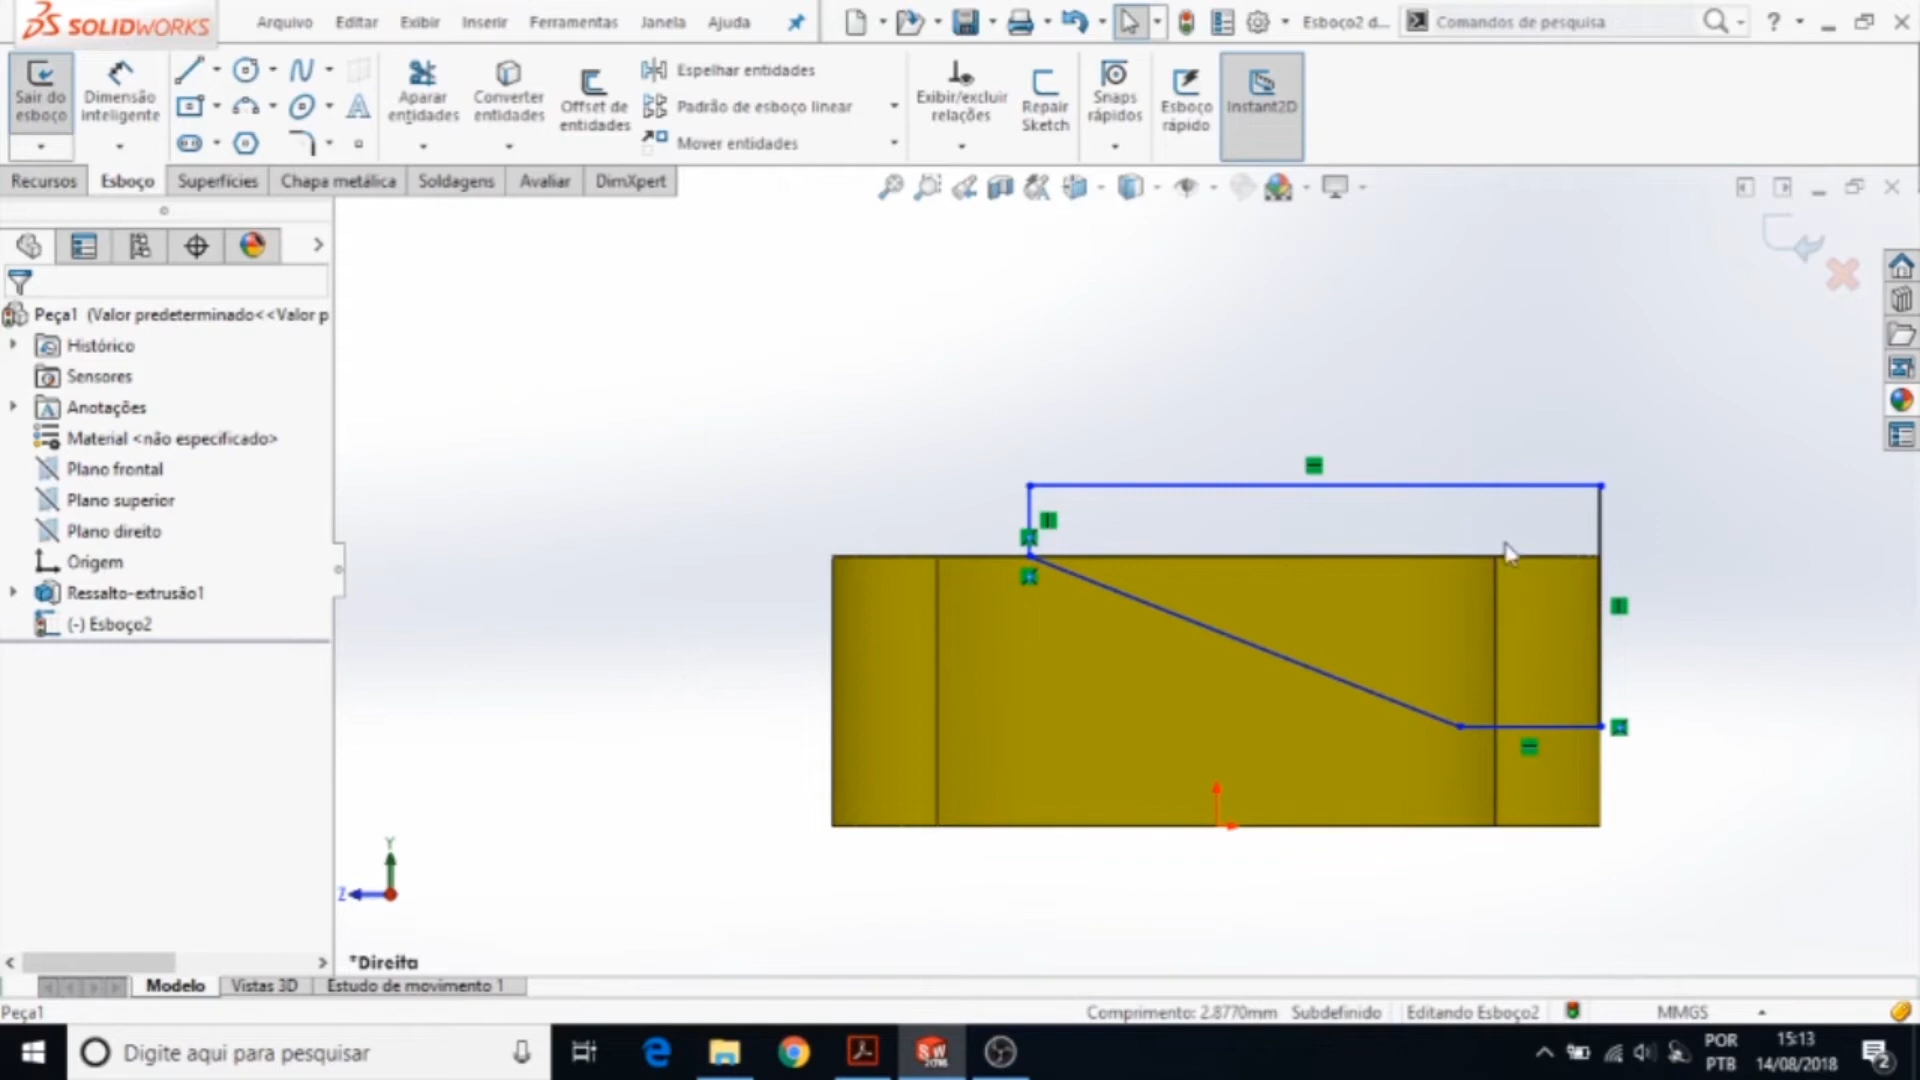 SOLIDWORKS
Arquivo Editar Exibir Inserir Ferramentas Janela Ajuda
Esboço2 d...
Comandos de pesquisa
?
Sair do esboço
Dimensão inteligente
Aparar entidades
Converter entidades
Offset de entidades
Espelhar entidades
Padrão de esboço linear
Mover entidades
Exibir/excluir relações
Repair Sketch
Snaps rápidos
Esboço rápido
Instant2D
Recursos Esboço Superfícies Chapa metálica Soldagens Avaliar DimXpert
Peça1 (Valor predeterminado<<Valor p
Histórico
Sensores
Anotações
Material <não especificado>
Plano frontal
Plano superior
Plano direito
Origem
Ressalto-extrusão1
(-) Esboço2
Y
Z
*Direita
Modelo Vistas 3D Estudo de movimento 1
Peça1
Comprimento: 2.8770mm Subdefinido Editando Esboço2 MMGS
Digite aqui para pesquisar
POR
PTB
15:13
14/08/2018
2